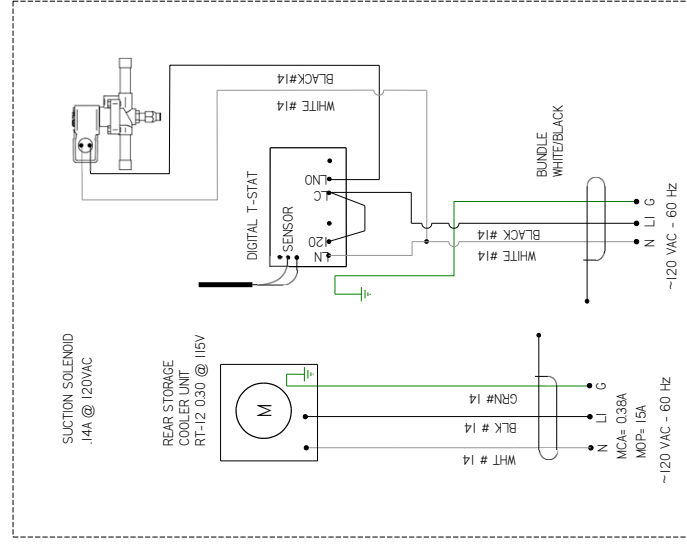 SUCTION SOLENOID
.14A @ 120VAC
BLACK#14
WHITE #14
DIGITAL T-STAT
SENSOR
LNO
LC
120
LN
BUNDLE
WHITE/BLACK
BLACK #14
WHITE #14
N LI G
~120 VAC - 60 Hz
REAR STORAGE
COOLER UNIT
RT-12 0.30 @ 115V
M
GRN#14
BLK # 14
WHT # 14
N LI G
MCA= 0.38A
MOP= 15A
~120 VAC - 60 Hz